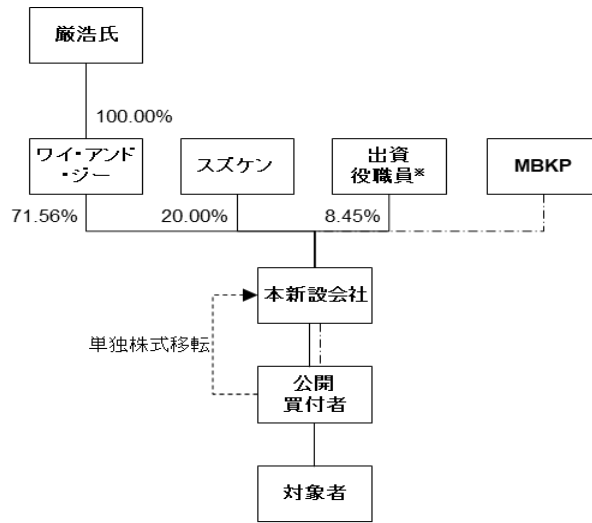 厳浩氏
100.00%
ワイ・アンド
・ジー
スズケン
出資
役職員※
MBKP
71.56%
20.00%
8.45%
本新設会社
単独株式移転
公開
買付者
対象者